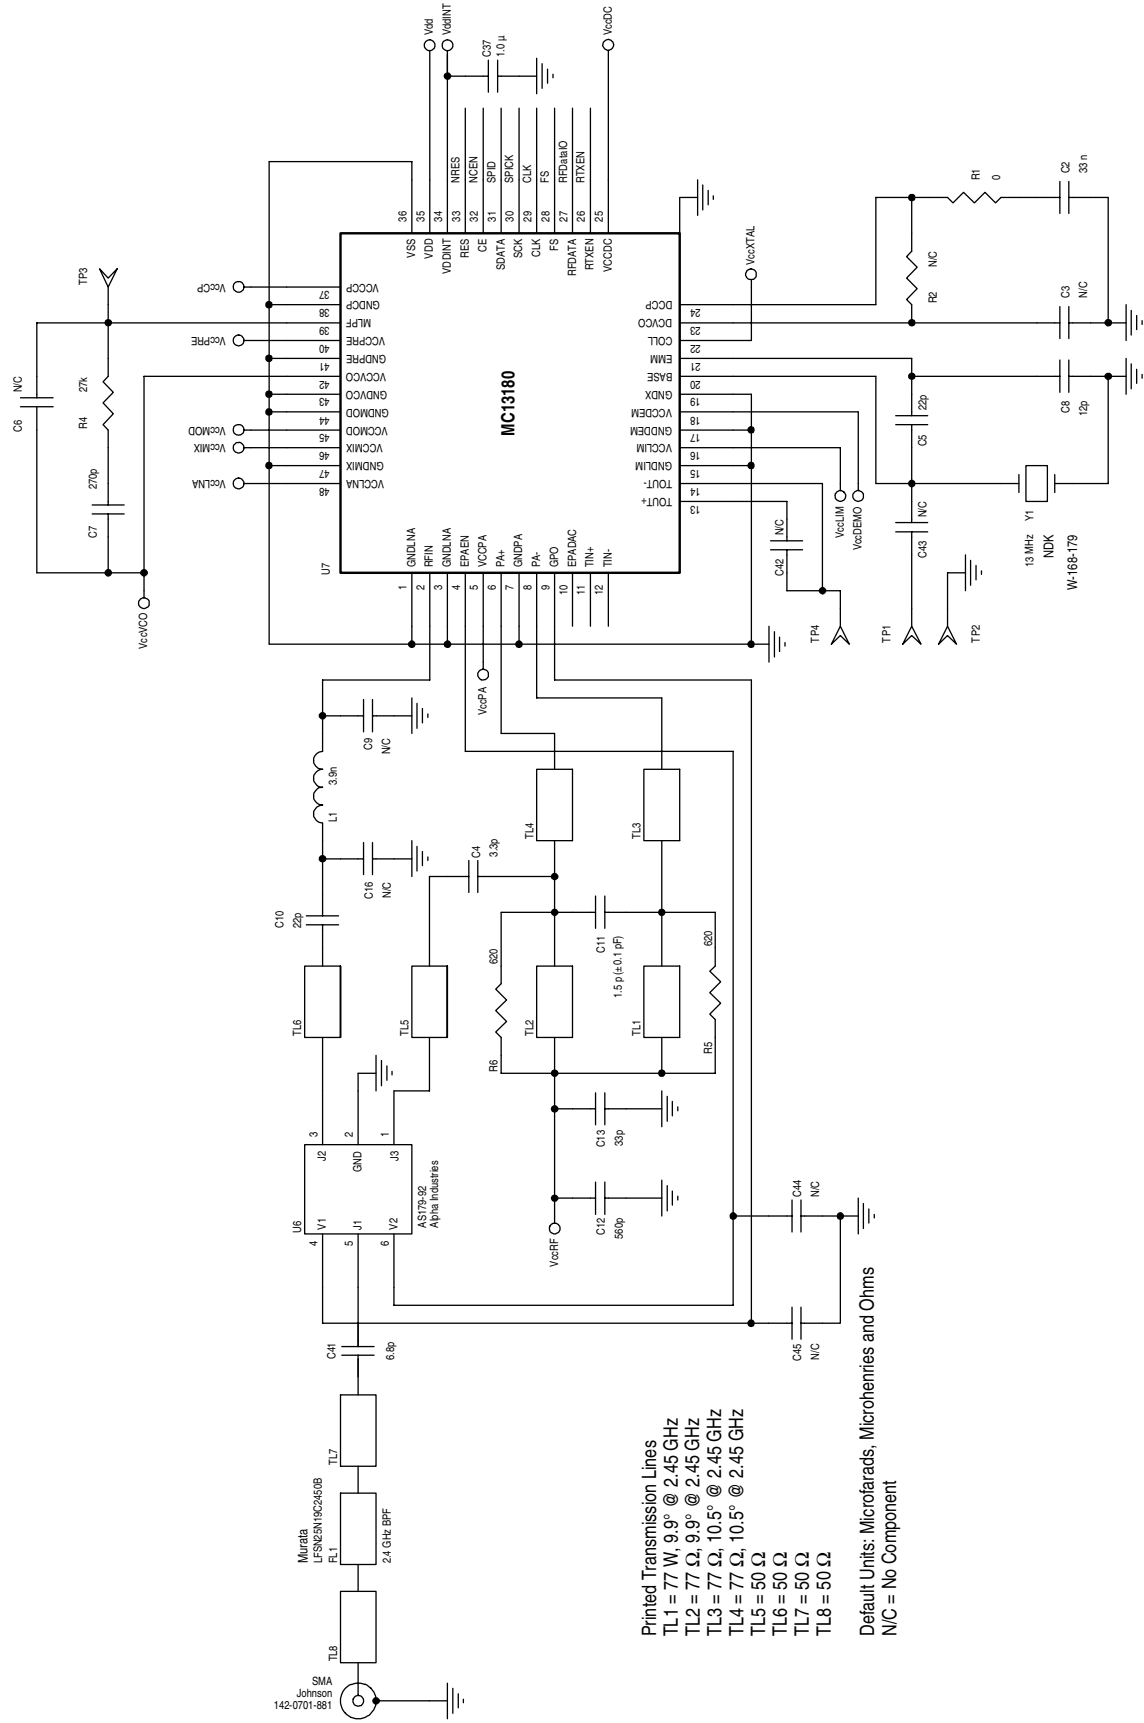 C6
N/C
R4
27k
C7
270p
TP3
VccVCO
VccCP
VccPRE
VccMOD
VccMIX
VccLNA
Vdd
VddINT
C37
1.0 µ
VccDC
NRES
NCEN
SPID
SPICK
CLK
FS
RFDataIO
RTXEN
36
35
34
33
32
31
30
29
28
27
26
25
VSS
VDD
VDDINT
RES
CE
SDATA
SCK
CLK
FS
RFDATA
RTXEN
VCCDC
VCCCP
GNDCP
MLPF
VCCPRE
GNDPRE
VCCVCO
GNDVCO
GNDMOD
VCCMOD
VCCMIX
GNDMIX
VCCLNA
37
38
39
40
41
42
43
44
45
46
47
48
MC13180
U7
DCCP
DCVCO
COLL
EMM
BASE
GNDX
VCCDEM
GNDDEM
VCCLIM
GNDLIM
TOUT-
TOUT+
24
23
22
21
20
19
18
17
16
15
14
13
GNDLNA
RFIN
GNDLNA
EPAEN
VCCPA
PA+
GNDPA
PA-
GPO
EPADAC
TIN+
TIN-
1
2
3
4
5
6
7
8
9
10
11
12
VccXTAL
R1
0
C2
33 n
R2
N/C
C3
N/C
C5
22p
C8
12p
C43
N/C
Y1
13 MHz
NDK
W-168-179
VccLIM
VccDEMO
C42
N/C
TP4
TP1
TP2
VccPA
C9
N/C
L1
3.9n
C16
N/C
C10
22p
TL6
TL5
C4
3.3p
TL4
TL3
C11
1.5 p (±0.1 pF)
620
R6
TL2
TL1
620
R5
C13
33p
C12
560p
VccRF
C44
N/C
C45
N/C
U6
3
2
1
J2
GND
J3
V1
J1
V2
4
5
6
AS179-92
Alpha Industries
C41
6.8p
TL7
Murata
LFSN25N19C2450B
FL1
2.4 GHz BPF
TL8
SMA
Johnson
142-0701-881
Printed Transmission Lines
TL1 = 77 W, 9.9° @ 2.45 GHz
TL2 = 77 Ω, 9.9° @ 2.45 GHz
TL3 = 77 Ω, 10.5° @ 2.45 GHz
TL4 = 77 Ω, 10.5° @ 2.45 GHz
TL5 = 50 Ω
TL6 = 50 Ω
TL7 = 50 Ω
TL8 = 50 Ω
Default Units: Microfarads, Microhenries and Ohms
N/C = No Component